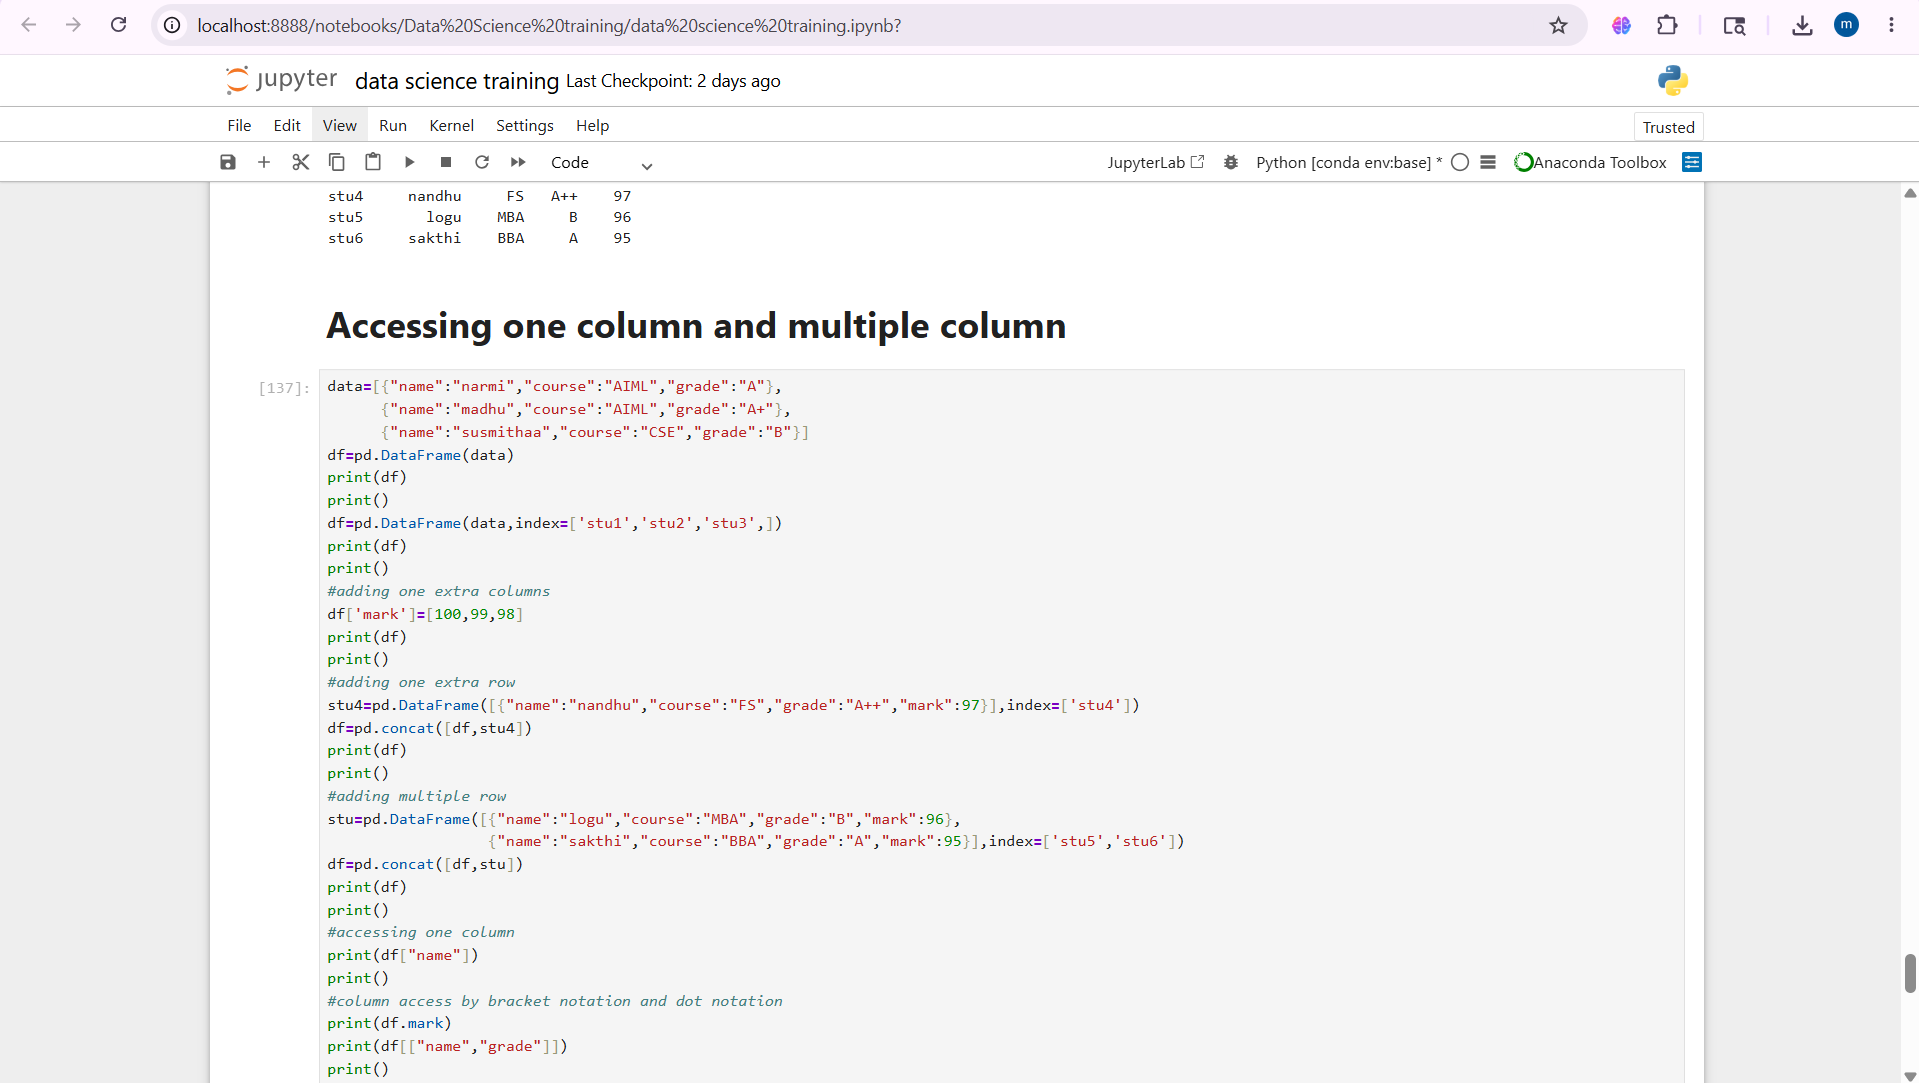 localhost:8888/notebooks/Data%20Science%20training/data%20science%20training.ipynb?
m
jupyter data science training Last Checkpoint: 2 days ago
File Edit View Run Kernel Settings Help
Trusted
Code
JupyterLab
Python [conda env:base] *
Anaconda Toolbox
stu4     nandhu     FS   A++    97
stu5       logu    MBA     B    96
stu6     sakthi    BBA     A    95
Accessing one column and multiple column
[137]:
data=[{"name":"narmi","course":"AIML","grade":"A"},
      {"name":"madhu","course":"AIML","grade":"A+"},
      {"name":"susmithaa","course":"CSE","grade":"B"}]
df=pd.DataFrame(data)
print(df)
print()
df=pd.DataFrame(data,index=['stu1','stu2','stu3',])
print(df)
print()
#adding one extra columns
df['mark']=[100,99,98]
print(df)
print()
#adding one extra row
stu4=pd.DataFrame([{"name":"nandhu","course":"FS","grade":"A++","mark":97}],index=['stu4'])
df=pd.concat([df,stu4])
print(df)
print()
#adding multiple row
stu=pd.DataFrame([{"name":"logu","course":"MBA","grade":"B","mark":96},
                  {"name":"sakthi","course":"BBA","grade":"A","mark":95}],index=['stu5','stu6'])
df=pd.concat([df,stu])
print(df)
print()
#accessing one column
print(df["name"])
print()
#column access by bracket notation and dot notation
print(df.mark)
print(df[["name","grade"]])
print()